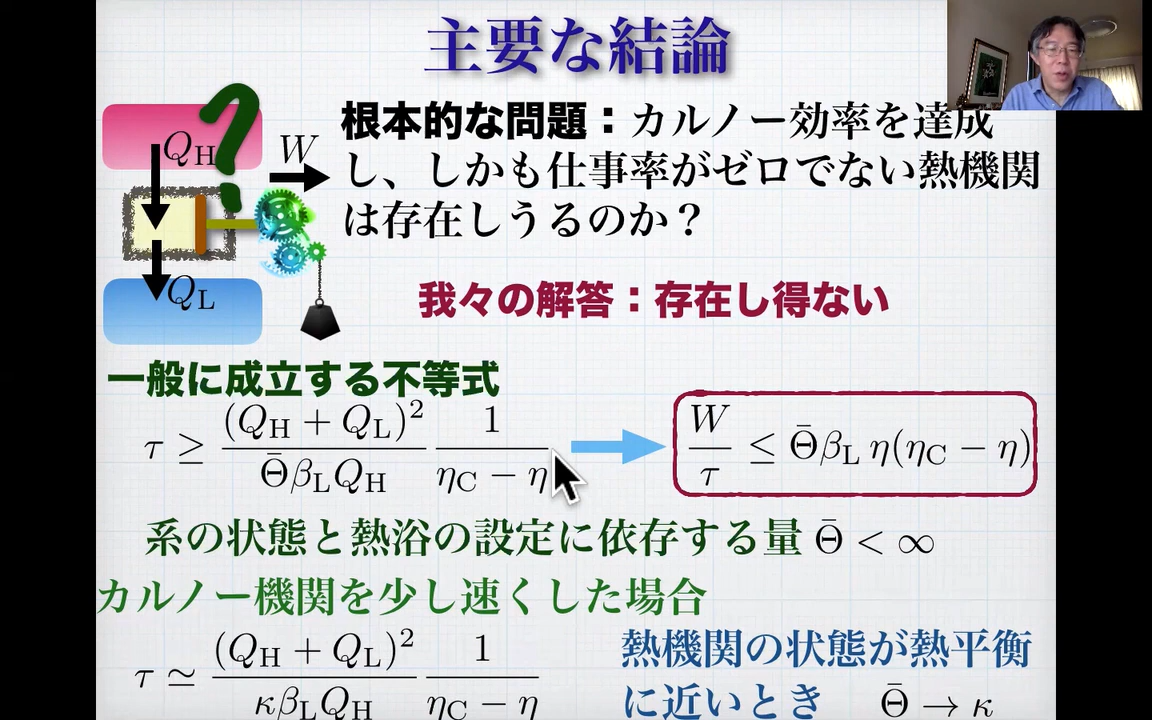 主要な結論
Q_H
?
W
Q_L
根本的な問題：カルノー効率を達成
し、しかも仕事率がゼロでない熱機関
は存在しうるのか？
我々の解答：存在し得ない
一般に成立する不等式
τ ≥ (Q_H + Q_L)² / (Θ̄β_L Q_H) 1 / (η_C − η)
W / τ ≤ Θ̄β_L η(η_C − η)
系の状態と熱浴の設定に依存する量 Θ̄ < ∞
カルノー機関を少し速くした場合
τ ≃ (Q_H + Q_L)² / (κβ_L Q_H) 1 / (η_C − η)
熱機関の状態が熱平衡
に近いとき Θ̄ → κ